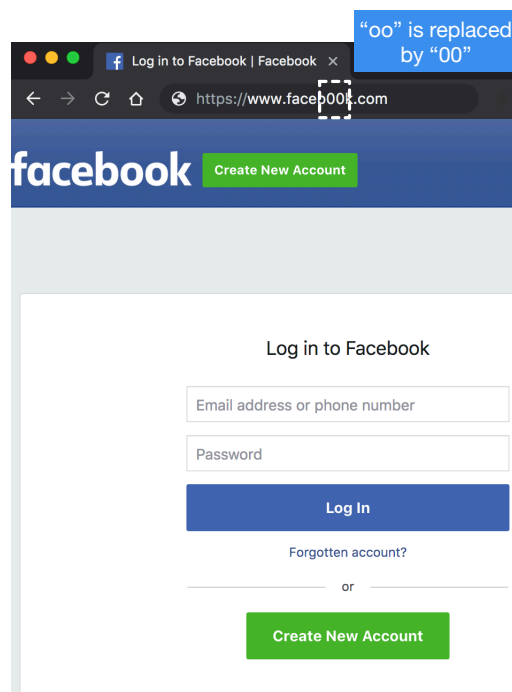 “oo” is replaced
by “00”
Log in to Facebook | Facebook
https://www.faceb00k.com
facebook
Create New Account
Log in to Facebook
Email address or phone number
Password
Log In
Forgotten account?
or
Create New Account